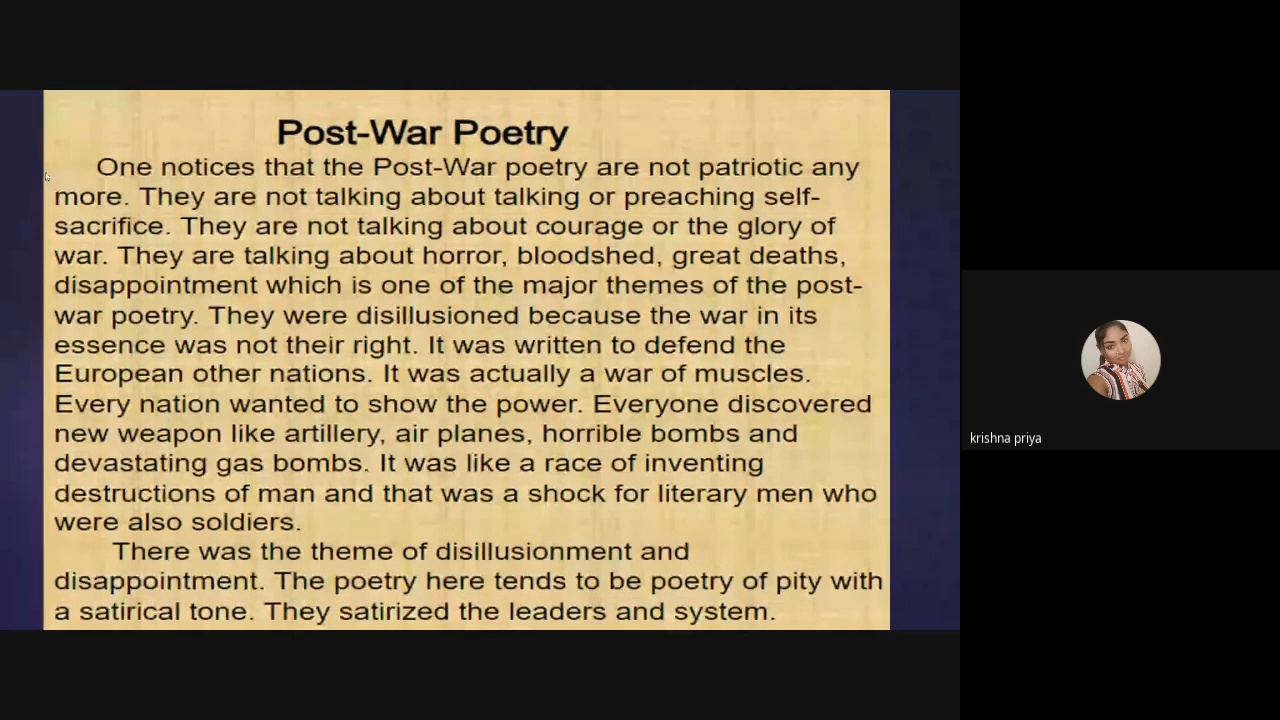 Post-War Poetry
One notices that the Post-War poetry are not patriotic any
more. They are not talking about talking or preaching self-
sacrifice. They are not talking about courage or the glory of
war. They are talking about horror, bloodshed, great deaths,
disappointment which is one of the major themes of the post-
war poetry. They were disillusioned because the war in its
essence was not their right. It was written to defend the
European other nations. It was actually a war of muscles.
Every nation wanted to show the power. Everyone discovered
new weapon like artillery, air planes, horrible bombs and
devastating gas bombs. It was like a race of inventing
destructions of man and that was a shock for literary men who
were also soldiers.
There was the theme of disillusionment and
disappointment. The poetry here tends to be poetry of pity with
a satirical tone. They satirized the leaders and system.
krishna priya